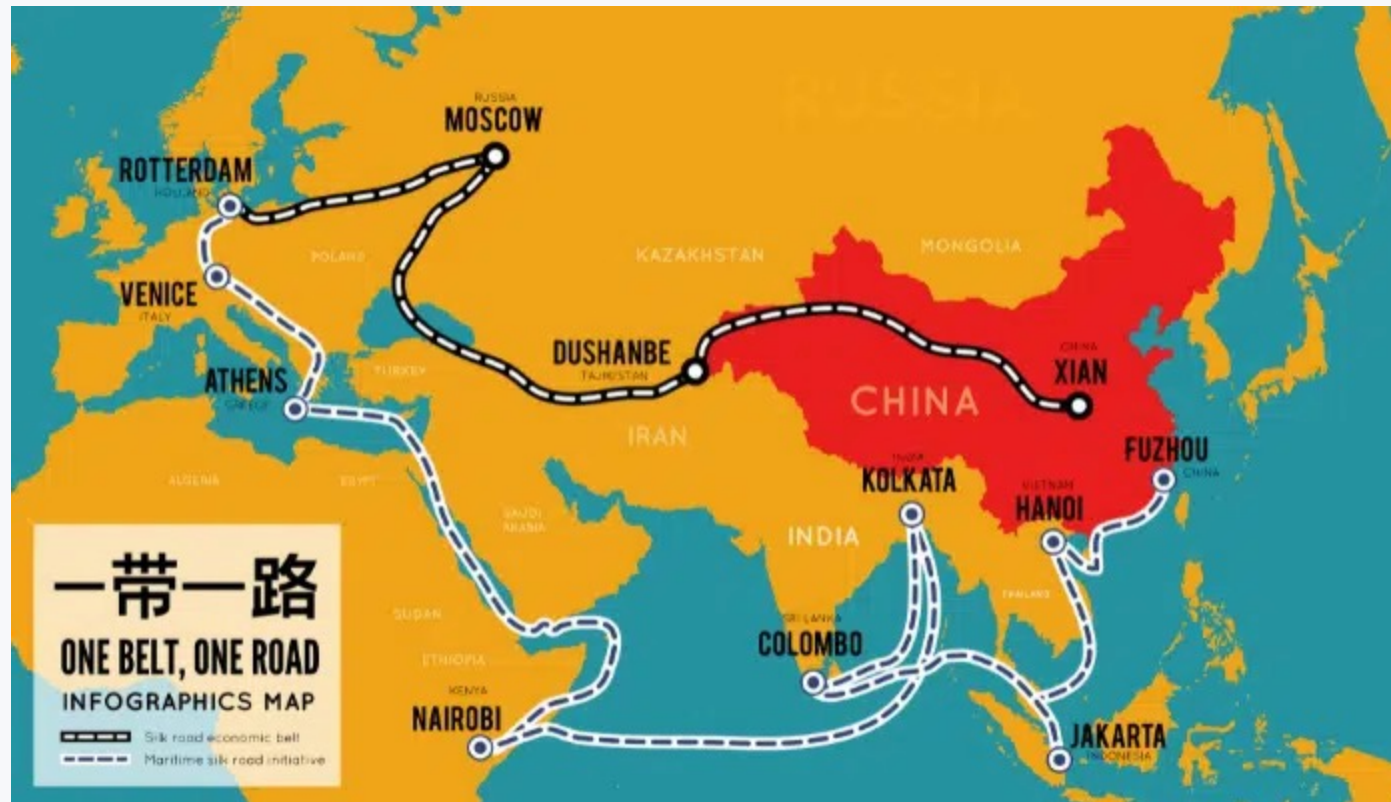 RUSSIA
RUSSIA
MOSCOW
ROTTERDAM
HOLLAND
POLAND
KAZAKHSTAN
MONGOLIA
VENICE
ITALY
DUSHANBE
TAJIKISTAN
CHINA
XIAN
ATHENS
GREECE
TURKEY
CHINA
IRAN
FUZHOU
CHINA
INDIA
KOLKATA
VIETNAM
HANOI
ALGERIA
EGYPT
SAUDI
ARABIA
INDIA
THAILAND
SUDAN
SRI LANKA
COLOMBO
ETHIOPIA
KENYA
NAIROBI
JAKARTA
INDONESIA
一带一路
ONE BELT, ONE ROAD
INFOGRAPHICS MAP
Silk road economic belt
Maritime silk road initiative